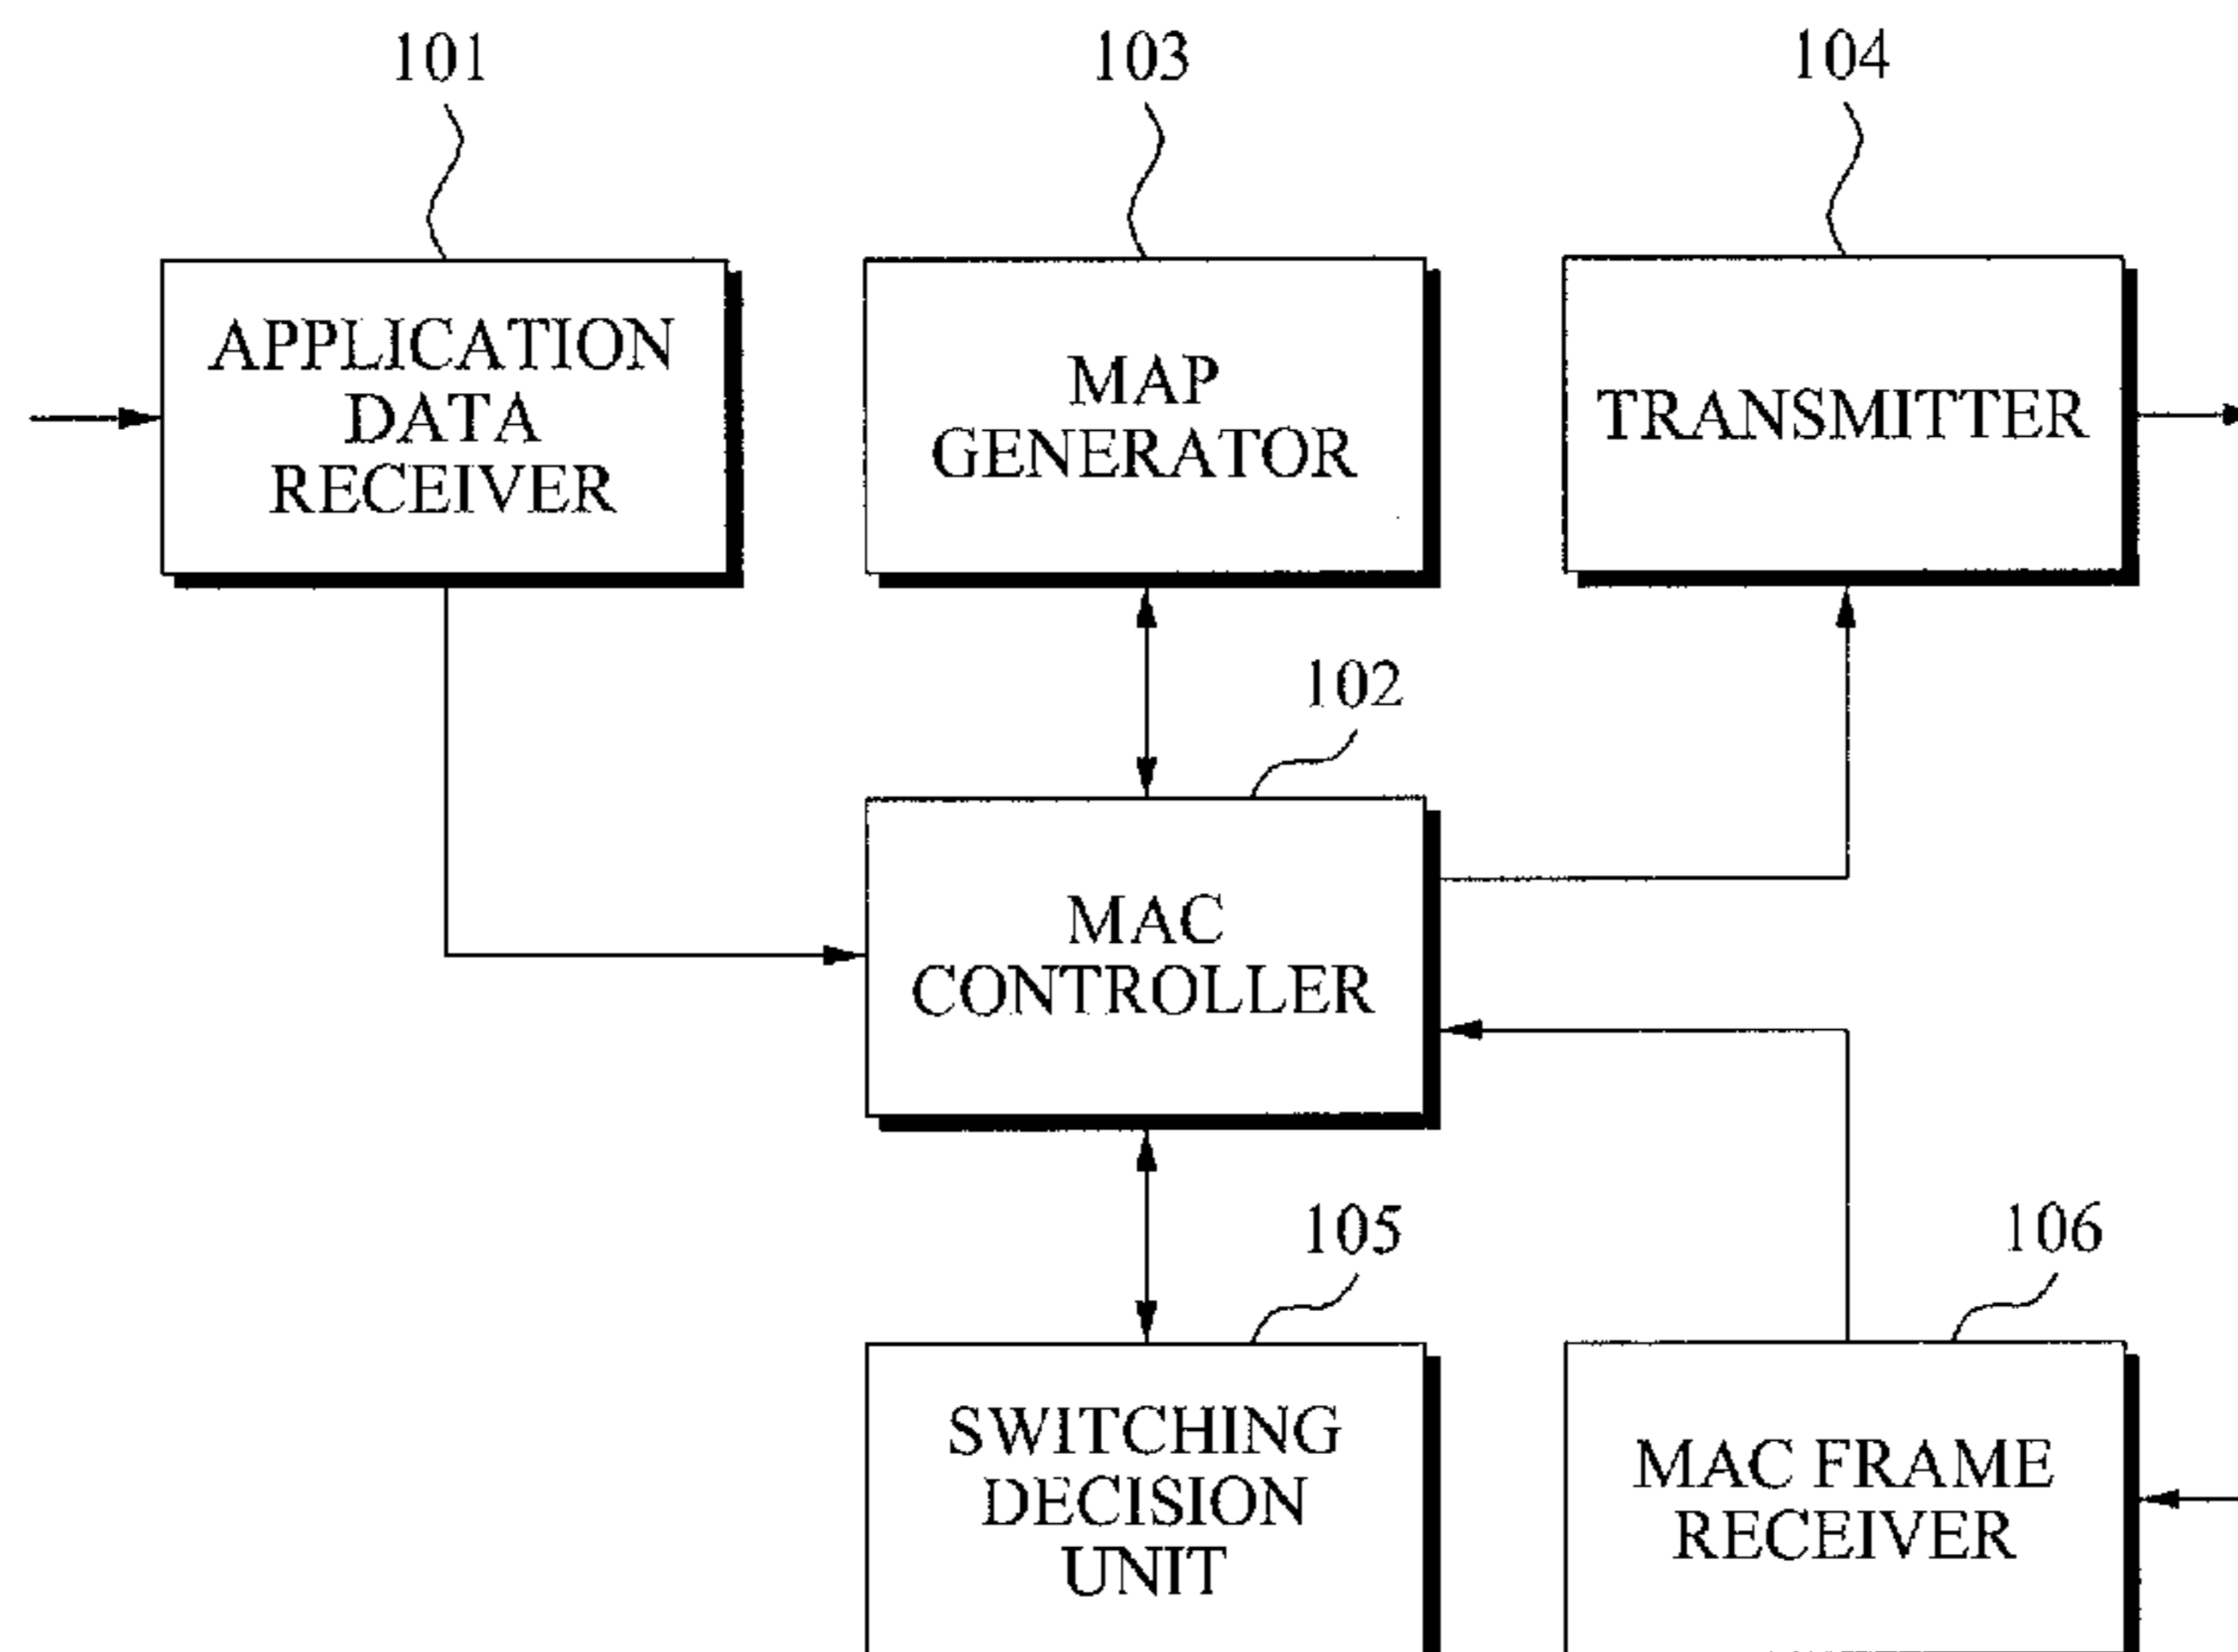 101
103
104
APPLICATION
DATA
RECEIVER
MAP
GENERATOR
TRANSMITTER
102
MAC
CONTROLLER
105
106
SWITCHING
DECISION
UNIT
MAC FRAME
RECEIVER